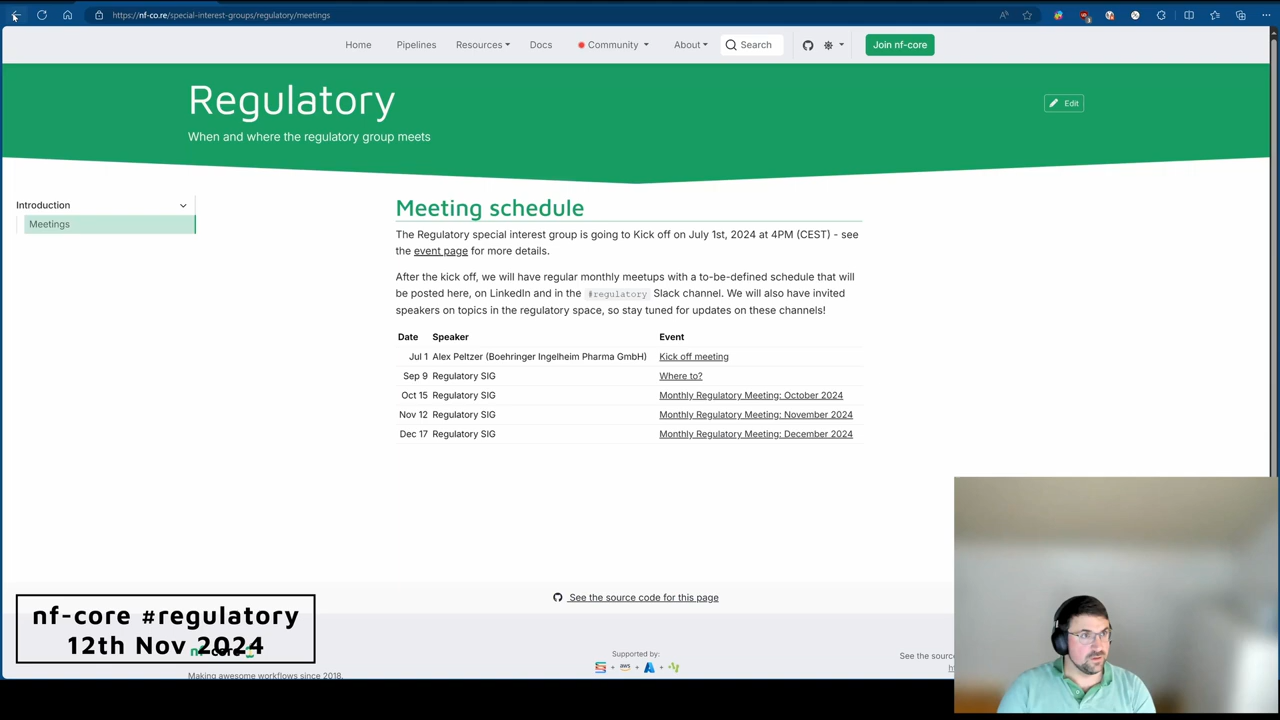 https://nf-co.re/special-interest-groups/regulatory/meetings
Home
Pipelines
Resources
Docs
Community
About
Search
Join nf-core
Regulatory
Edit
When and where the regulatory group meets
Introduction
Meetings
Meeting schedule
The Regulatory special interest group is going to Kick off on July 1st, 2024 at 4PM (CEST) - see
the event page for more details.
After the kick off, we will have regular monthly meetups with a to-be-defined schedule that will
be posted here, on LinkedIn and in the #regulatory Slack channel. We will also have invited
speakers on topics in the regulatory space, so stay tuned for updates on these channels!
Date Speaker Event
Jul 1 Alex Peltzer (Boehringer Ingelheim Pharma GmbH) Kick off meeting
Sep 9 Regulatory SIG Where to?
Oct 15 Regulatory SIG Monthly Regulatory Meeting: October 2024
Nov 12 Regulatory SIG Monthly Regulatory Meeting: November 2024
Dec 17 Regulatory SIG Monthly Regulatory Meeting: December 2024
See the source code for this page
nf-core #regulatory
12th Nov 2024
Making awesome workflows since 2018.
Supported by:
aws
See the sourc